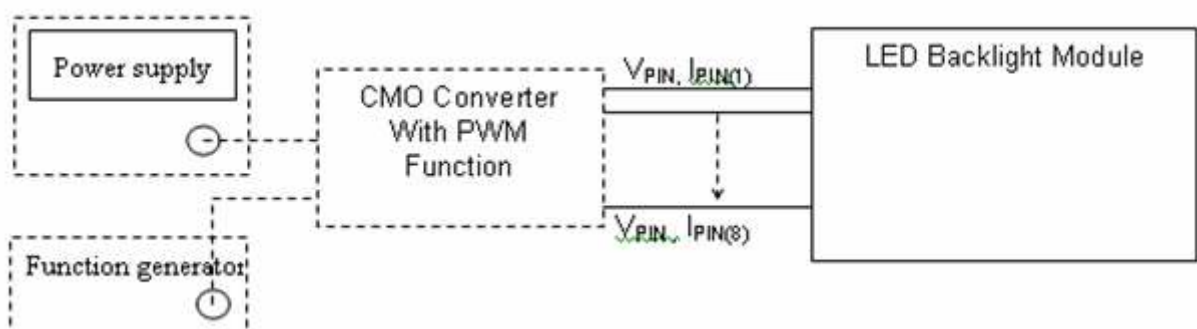 Power supply
CMO Converter
With PWM
Function
VPIN, IPIN(1)
LED Backlight Module
VPIN, IPIN(8)
Function generator